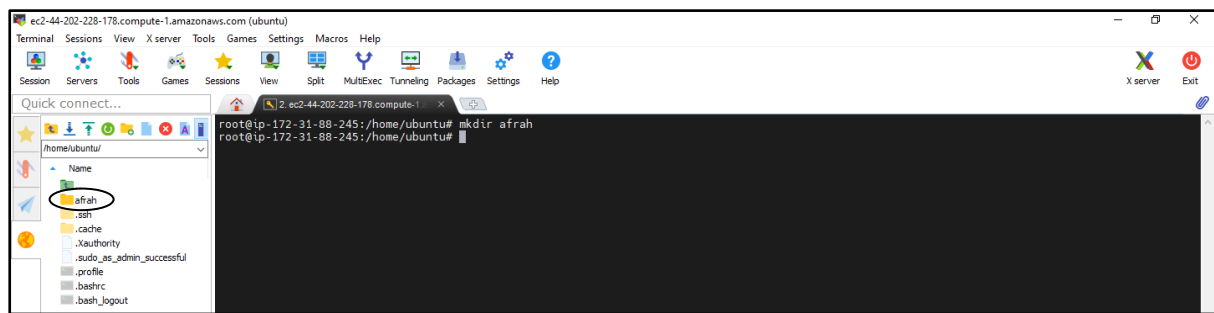 ec2-44-202-228-178.compute-1.amazonaws.com (ubuntu)
Terminal Sessions View X server Tools Games Settings Macros Help
Session Servers Tools Games Sessions View Split MultiExec Tunneling Packages Settings Help X server Exit
Quick connect...
2. ec2-44-202-228-178.compute-1.
/home/ubuntu/
Name
..
afrah
.ssh
.cache
.Xauthority
.sudo_as_admin_successful
.profile
.bashrc
.bash_logout
root@ip-172-31-88-245:/home/ubuntu# mkdir afrah
root@ip-172-31-88-245:/home/ubuntu#